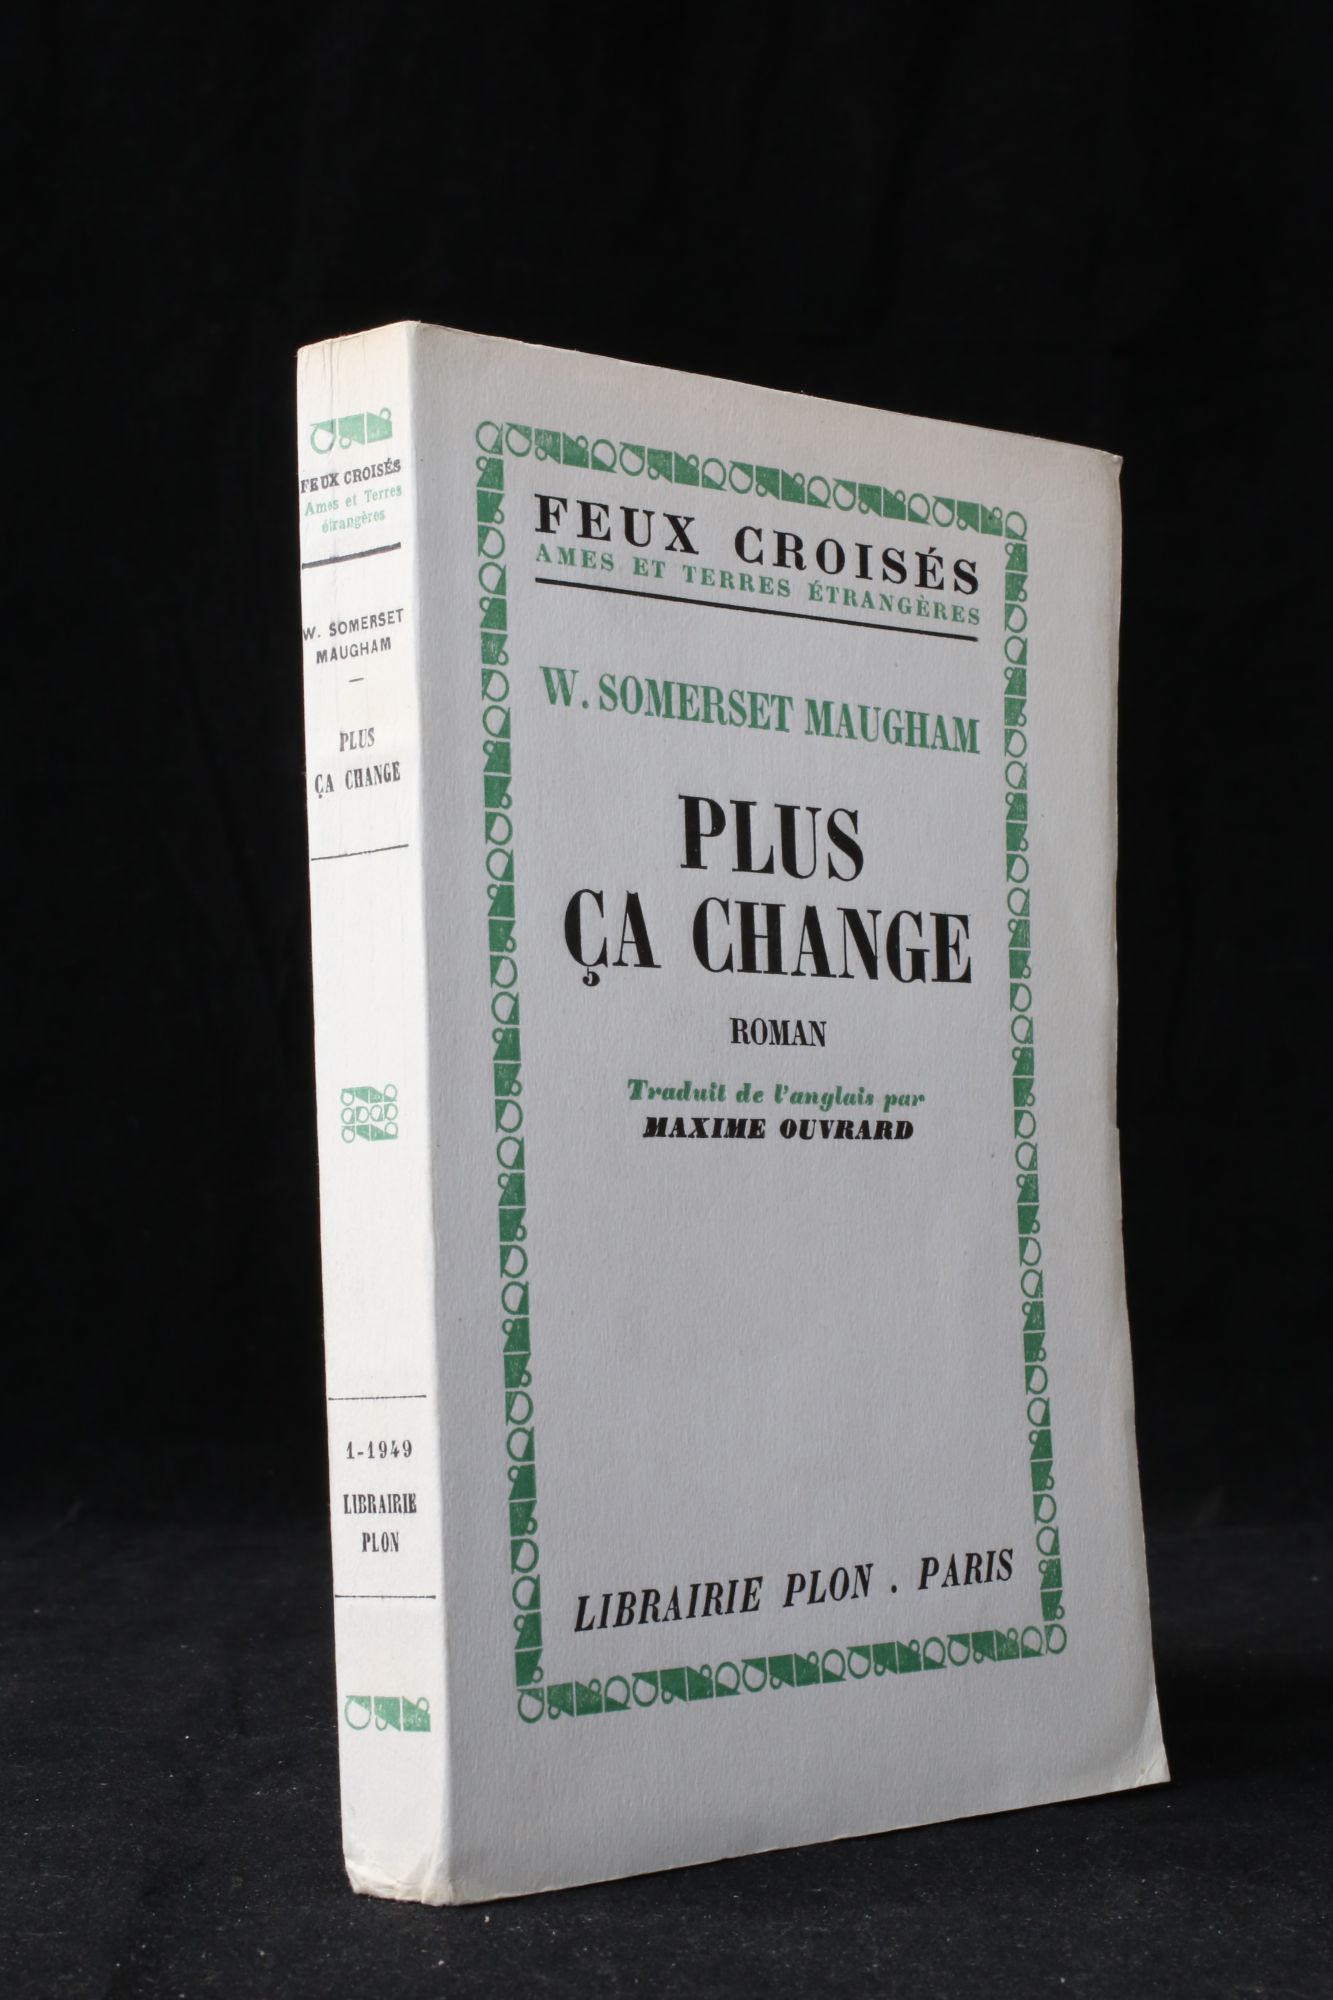 FEUX CROISÉS
Ames et Terres
étrangères
W. SOMERSET
MAUGHAM
PLUS
ÇA CHANGE
1-1949
LIBRAIRIE
PLON
FEUX CROISÉS
AMES ET TERRES ÉTRANGÈRES
W. SOMERSET MAUGHAM
PLUS
ÇA CHANGE
ROMAN
Traduit de l'anglais par
MAXIME OUVRARD
LIBRAIRIE PLON . PARIS